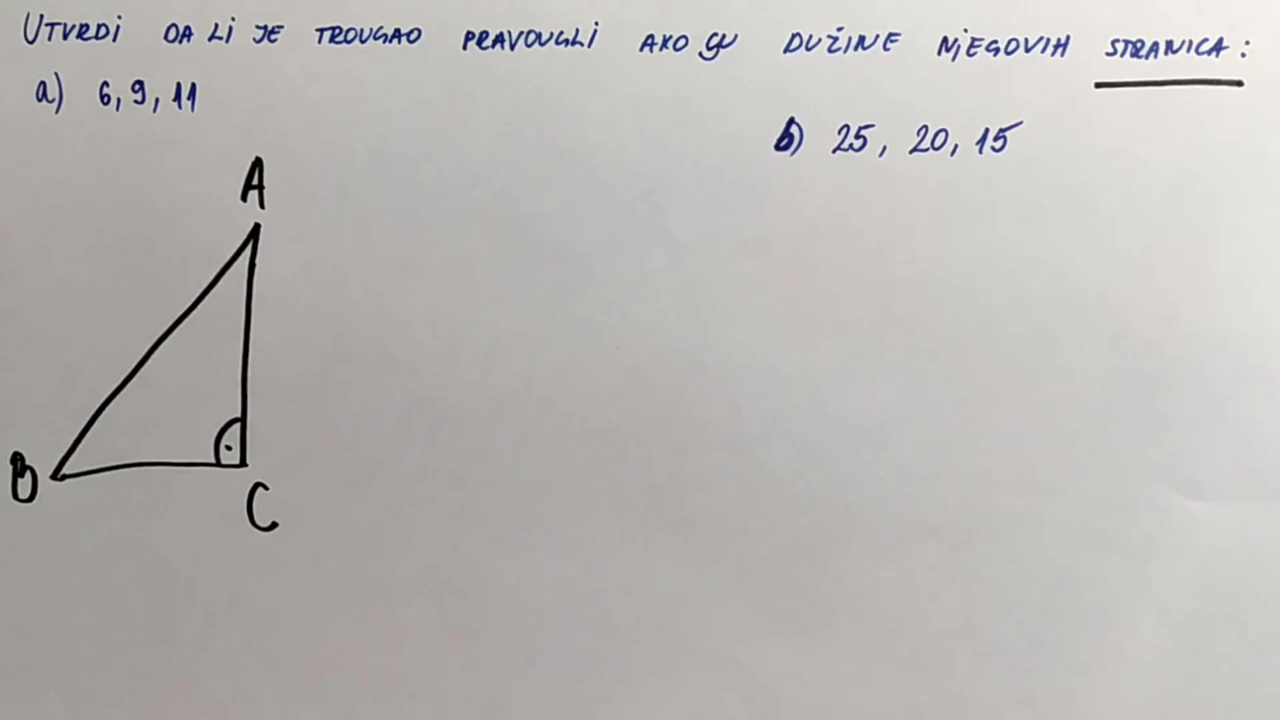 UTVRDi DA Li JE TROUGAO PRAVOUGLi AKO SU DUŽINE NjEGOVIH STRANICA:
a) 6, 9, 11
b) 25, 20, 15
A
B
C